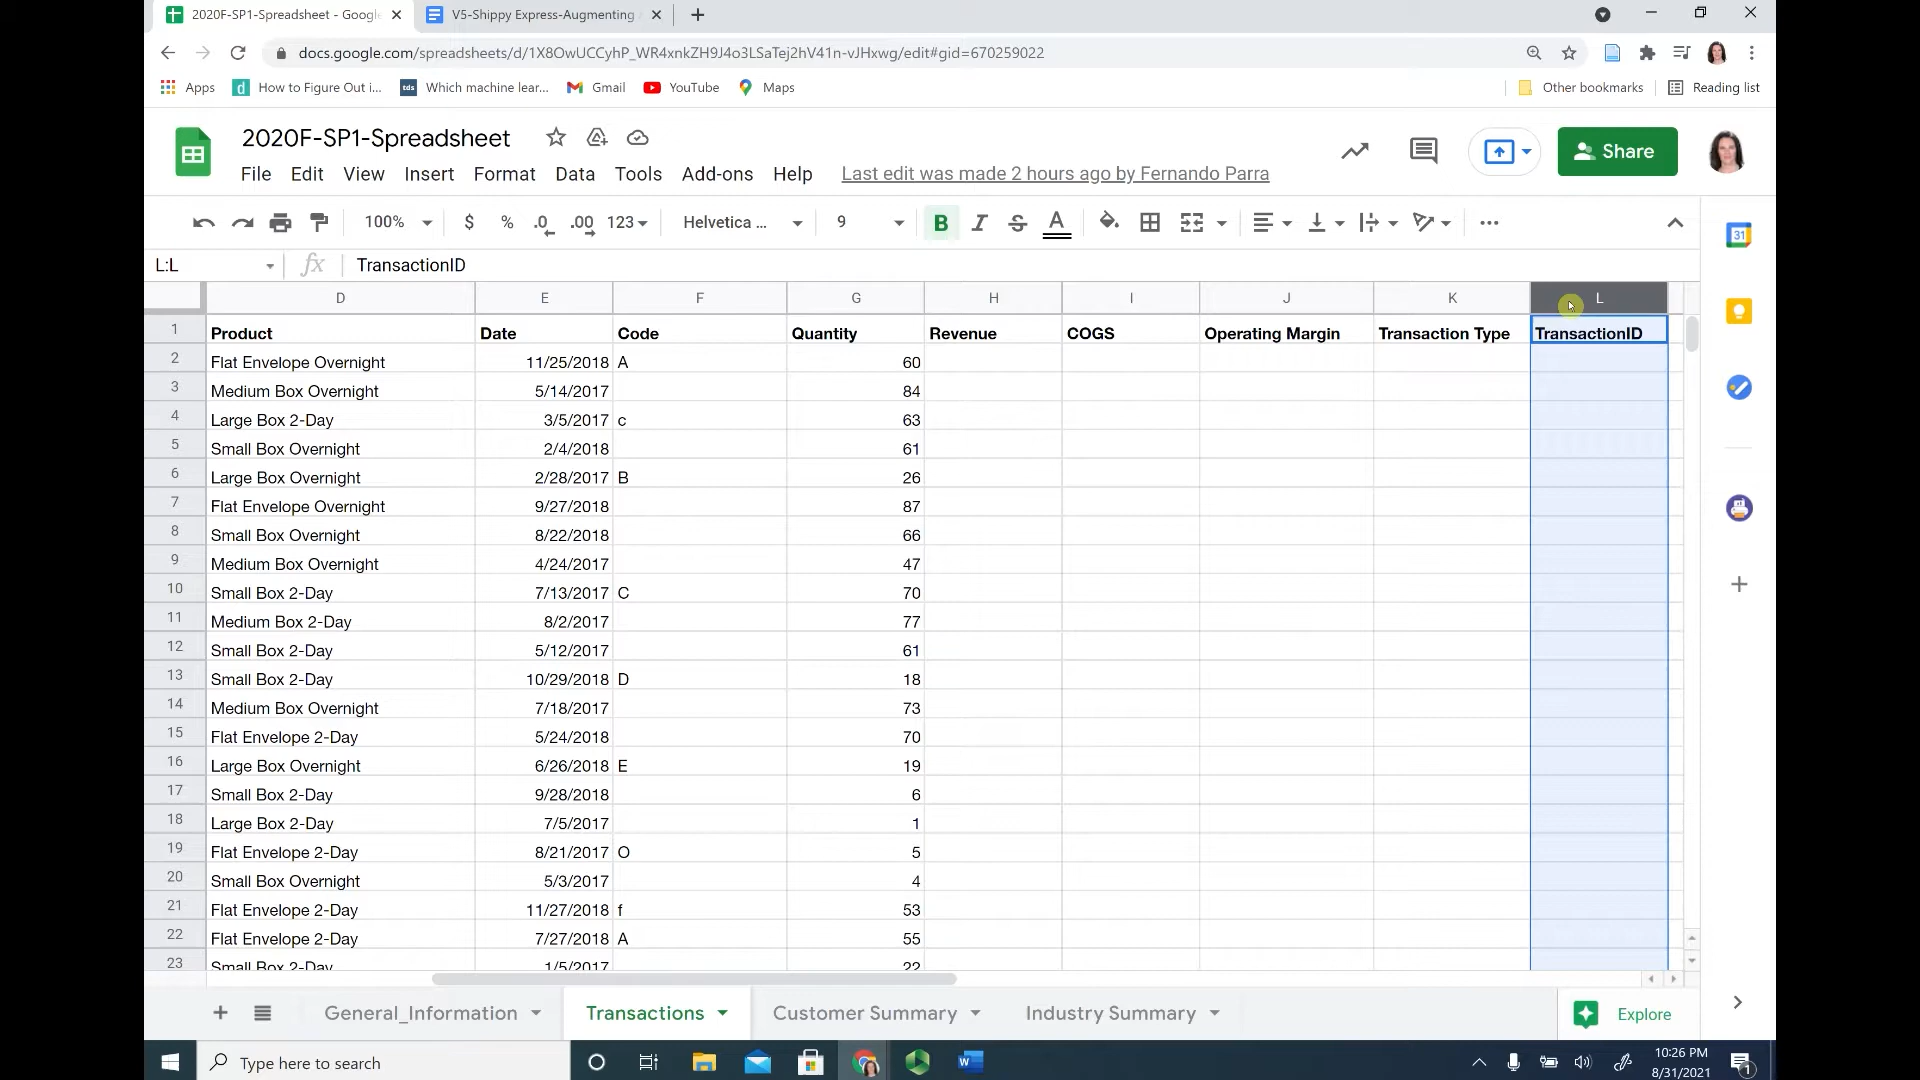 2020F-SP1-Spreadsheet - Google
V5-Shippy Express-Augmenting
docs.google.com/spreadsheets/d/1X8OwUCCyhP_WR4xnkZH9J4o3LSaTej2hV41n-vJHxwg/edit#gid=670259022
Apps How to Figure Out i... tds Which machine lear... Gmail YouTube Maps Other bookmarks Reading list
2020F-SP1-Spreadsheet
Share
File Edit View Insert Format Data Tools Add-ons Help Last edit was made 2 hours ago by Fernando Parra
100% $ % .0 .00 123 Helvetica ... 9 B I S A
31
L:L fx TransactionID
D E F G H I J K L
1 Product Date Code Quantity Revenue COGS Operating Margin Transaction Type TransactionID
2 Flat Envelope Overnight 11/25/2018 A 60
3 Medium Box Overnight 5/14/2017 84
4 Large Box 2-Day 3/5/2017 c 63
5 Small Box Overnight 2/4/2018 61
6 Large Box Overnight 2/28/2017 B 26
7 Flat Envelope Overnight 9/27/2018 87
8 Small Box Overnight 8/22/2018 66
9 Medium Box Overnight 4/24/2017 47
10 Small Box 2-Day 7/13/2017 C 70
11 Medium Box 2-Day 8/2/2017 77
12 Small Box 2-Day 5/12/2017 61
13 Small Box 2-Day 10/29/2018 D 18
14 Medium Box Overnight 7/18/2017 73
15 Flat Envelope 2-Day 5/24/2018 70
16 Large Box Overnight 6/26/2018 E 19
17 Small Box 2-Day 9/28/2018 6
18 Large Box 2-Day 7/5/2017 1
19 Flat Envelope 2-Day 8/21/2017 O 5
20 Small Box Overnight 5/3/2017 4
21 Flat Envelope 2-Day 11/27/2018 f 53
22 Flat Envelope 2-Day 7/27/2018 A 55
23 Small Box 2-Day 1/5/2017 22
General_Information Transactions Customer Summary Industry Summary Explore
Type here to search
10:26 PM
8/31/2021
1